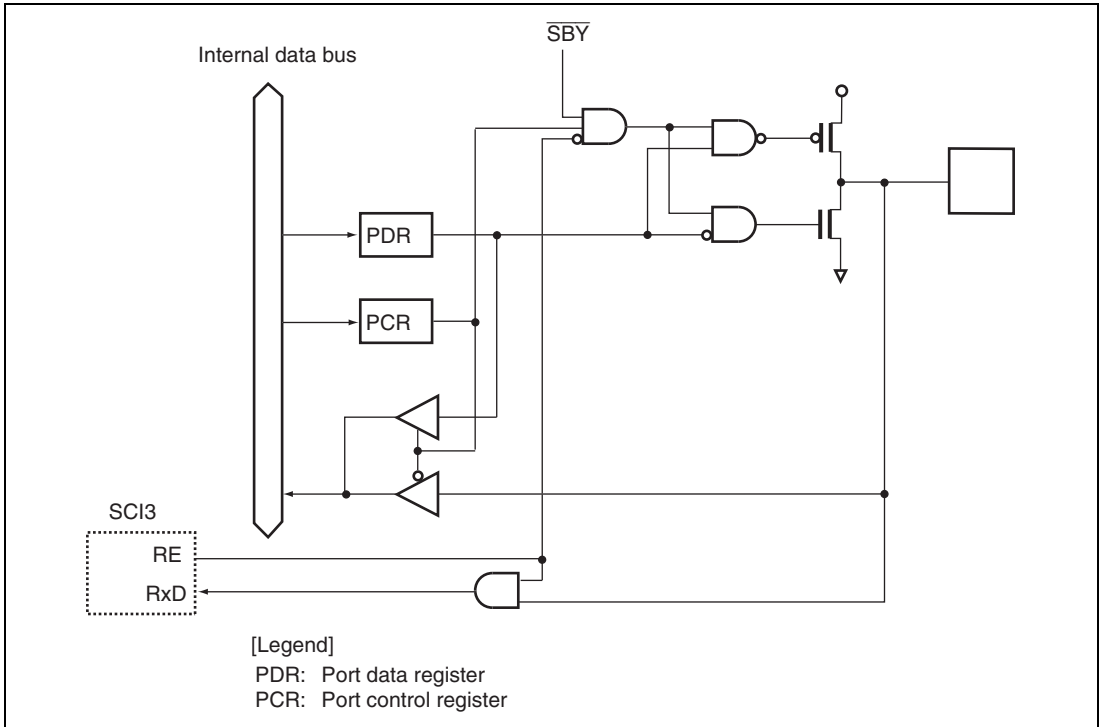 SBY
Internal data bus
PDR
PCR
SCI3
RE
RxD
[Legend]
PDR: Port data register
PCR: Port control register